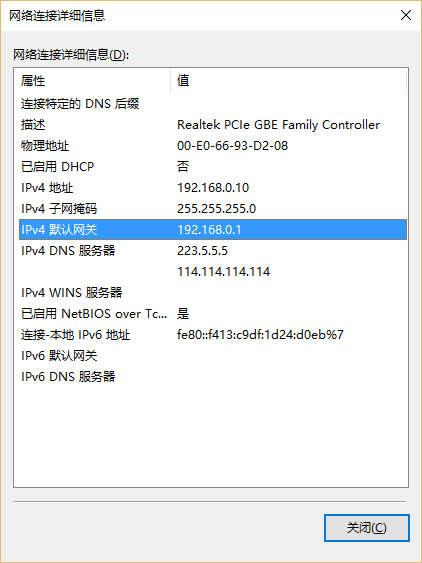 网络连接详细信息
网络连接详细信息(D):
属性 值
连接特定的 DNS 后缀
描述 Realtek PCIe GBE Family Controller
物理地址 00-E0-66-93-D2-08
已启用 DHCP 否
IPv4 地址 192.168.0.10
IPv4 子网掩码 255.255.255.0
IPv4 默认网关 192.168.0.1
IPv4 DNS 服务器 223.5.5.5
114.114.114.114
IPv4 WINS 服务器
已启用 NetBIOS over Tc... 是
连接-本地 IPv6 地址 fe80::f413:c9df:1d24:d0eb%7
IPv6 默认网关
IPv6 DNS 服务器
关闭(C)